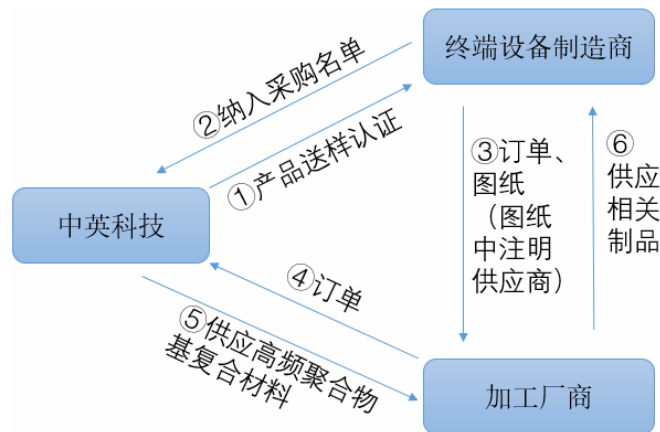 终端设备制造商
②纳入采购名单
①产品送样认证
③订单、
图纸
（图纸
中注明
供应商）
⑥
供应
相关
制品
中英科技
④订单
⑤供应高频聚合物
基复合材料
加工厂商